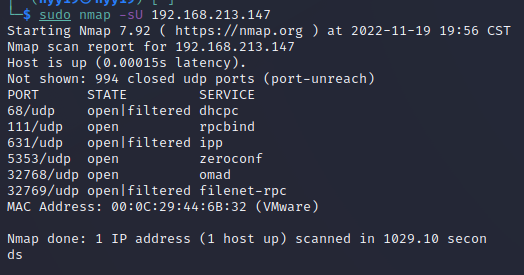 └─$ sudo nmap -sU 192.168.213.147
Starting Nmap 7.92 ( https://nmap.org ) at 2022-11-19 19:56 CST
Nmap scan report for 192.168.213.147
Host is up (0.00015s latency).
Not shown: 994 closed udp ports (port-unreach)
PORT      STATE         SERVICE
68/udp    open|filtered dhcpc
111/udp   open          rpcbind
631/udp   open|filtered ipp
5353/udp  open          zeroconf
32768/udp open          omad
32769/udp open|filtered filenet-rpc
MAC Address: 00:0C:29:44:6B:32 (VMware)
Nmap done: 1 IP address (1 host up) scanned in 1029.10 secon
ds